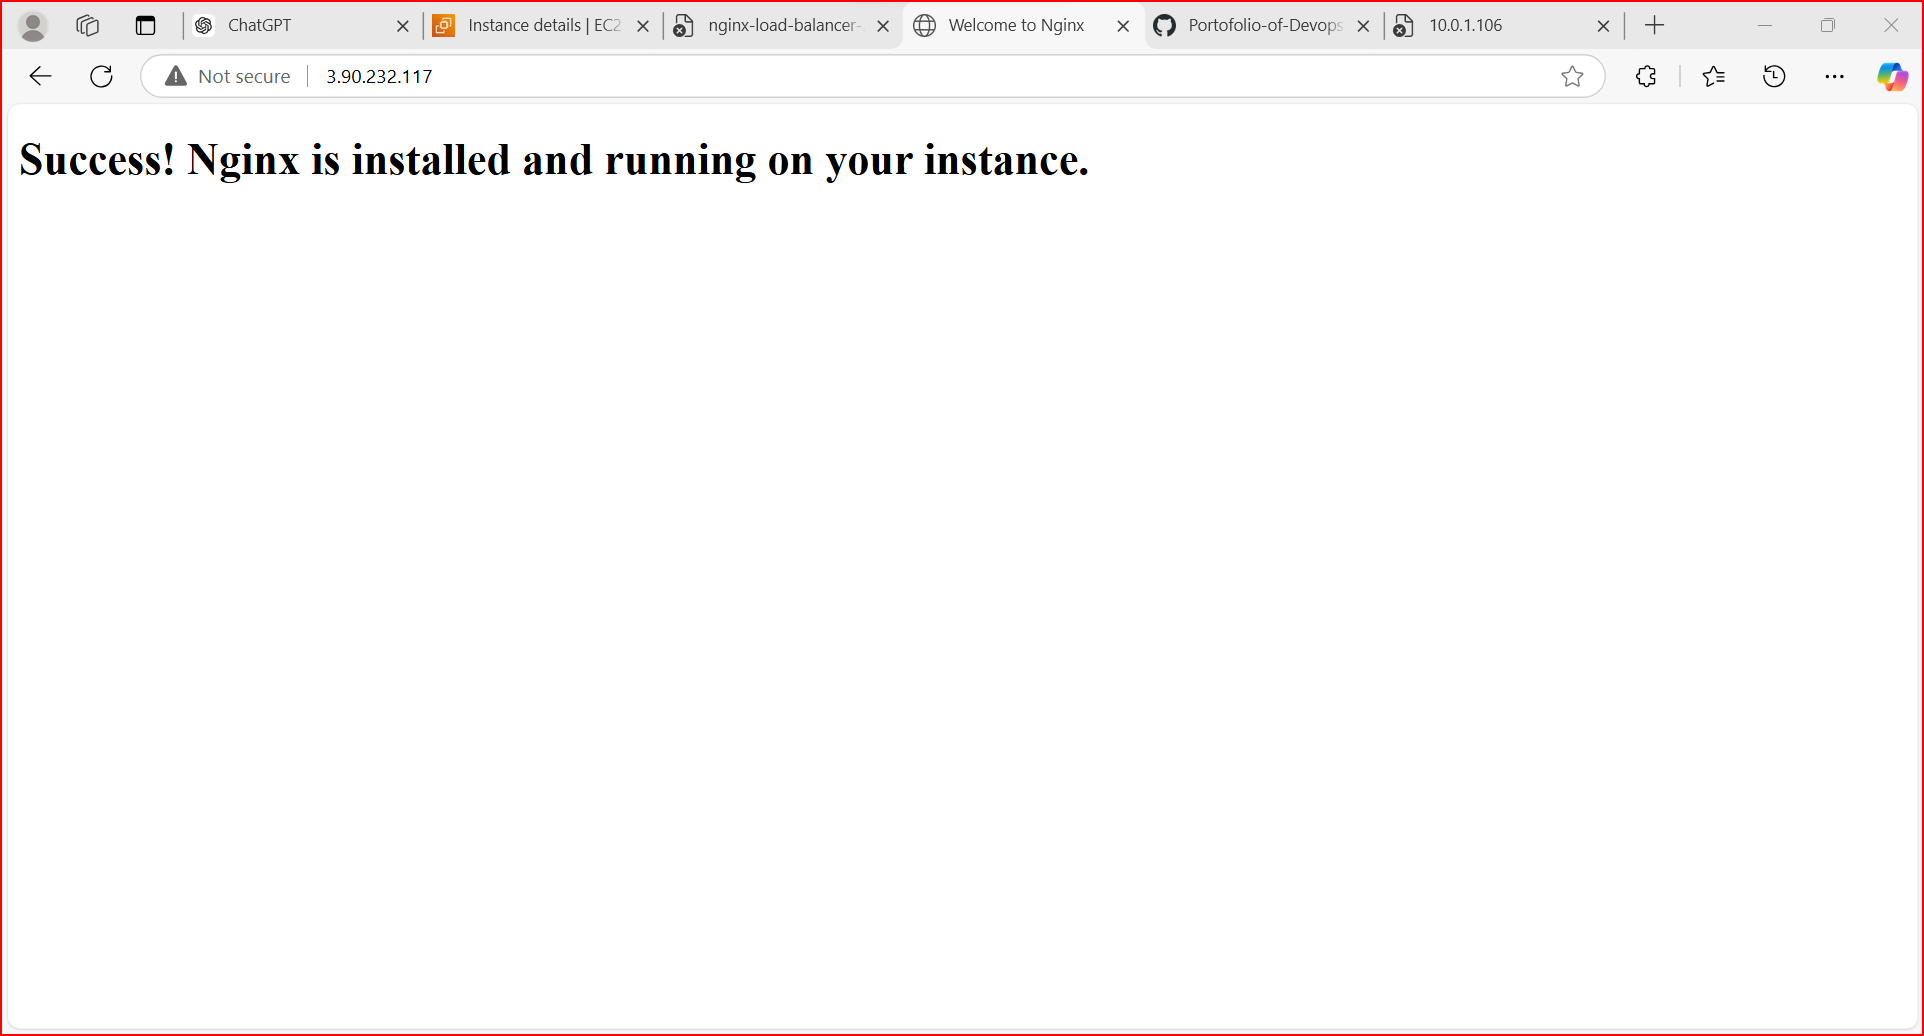 ChatGPT
Instance details | EC2
nginx-load-balancer-
Welcome to Nginx
Portofolio-of-Devops
10.0.1.106
Not secure
3.90.232.117
Success! Nginx is installed and running on your instance.